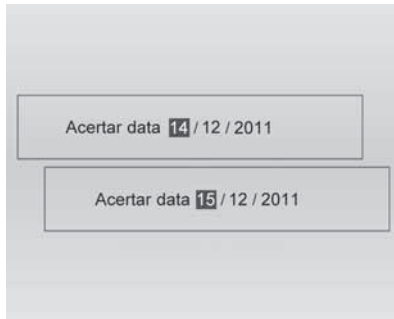 Acertar data 14 / 12 / 2011
Acertar data 15 / 12 / 2011